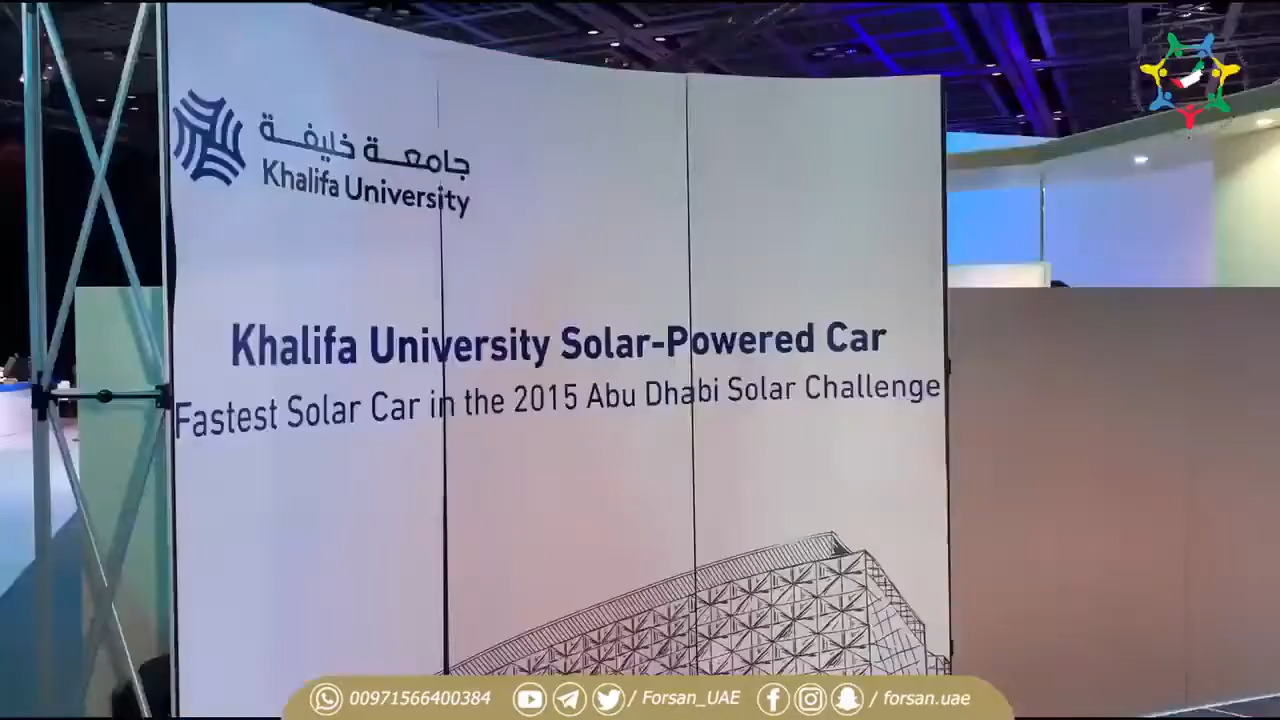 جامعة خليفة
Khalifa University
Khalifa University Solar-Powered Car
Fastest Solar Car in the 2015 Abu Dhabi Solar Challenge
00971566400384 / Forsan_UAE / forsan.uae